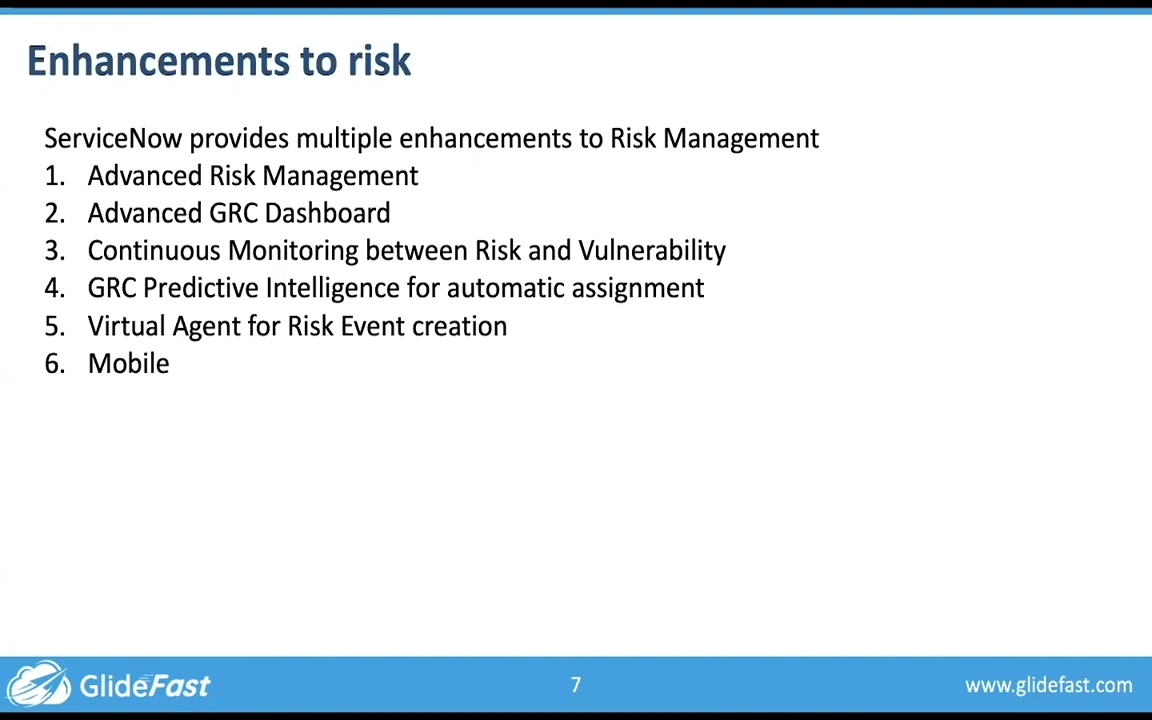 Enhancements to risk
ServiceNow provides multiple enhancements to Risk Management
1. Advanced Risk Management
2. Advanced GRC Dashboard
3. Continuous Monitoring between Risk and Vulnerability
4. GRC Predictive Intelligence for automatic assignment
5. Virtual Agent for Risk Event creation
6. Mobile
GlideFast
7
www.glidefast.com